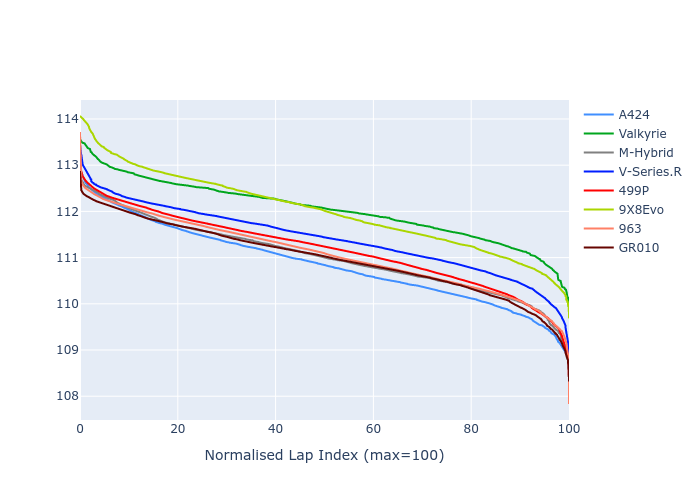 114
113
112
111
110
109
108
0 20 40 60 80 100
Normalised Lap Index (max=100)
A424
Valkyrie
M-Hybrid
V-Series.R
499P
9X8Evo
963
GR010